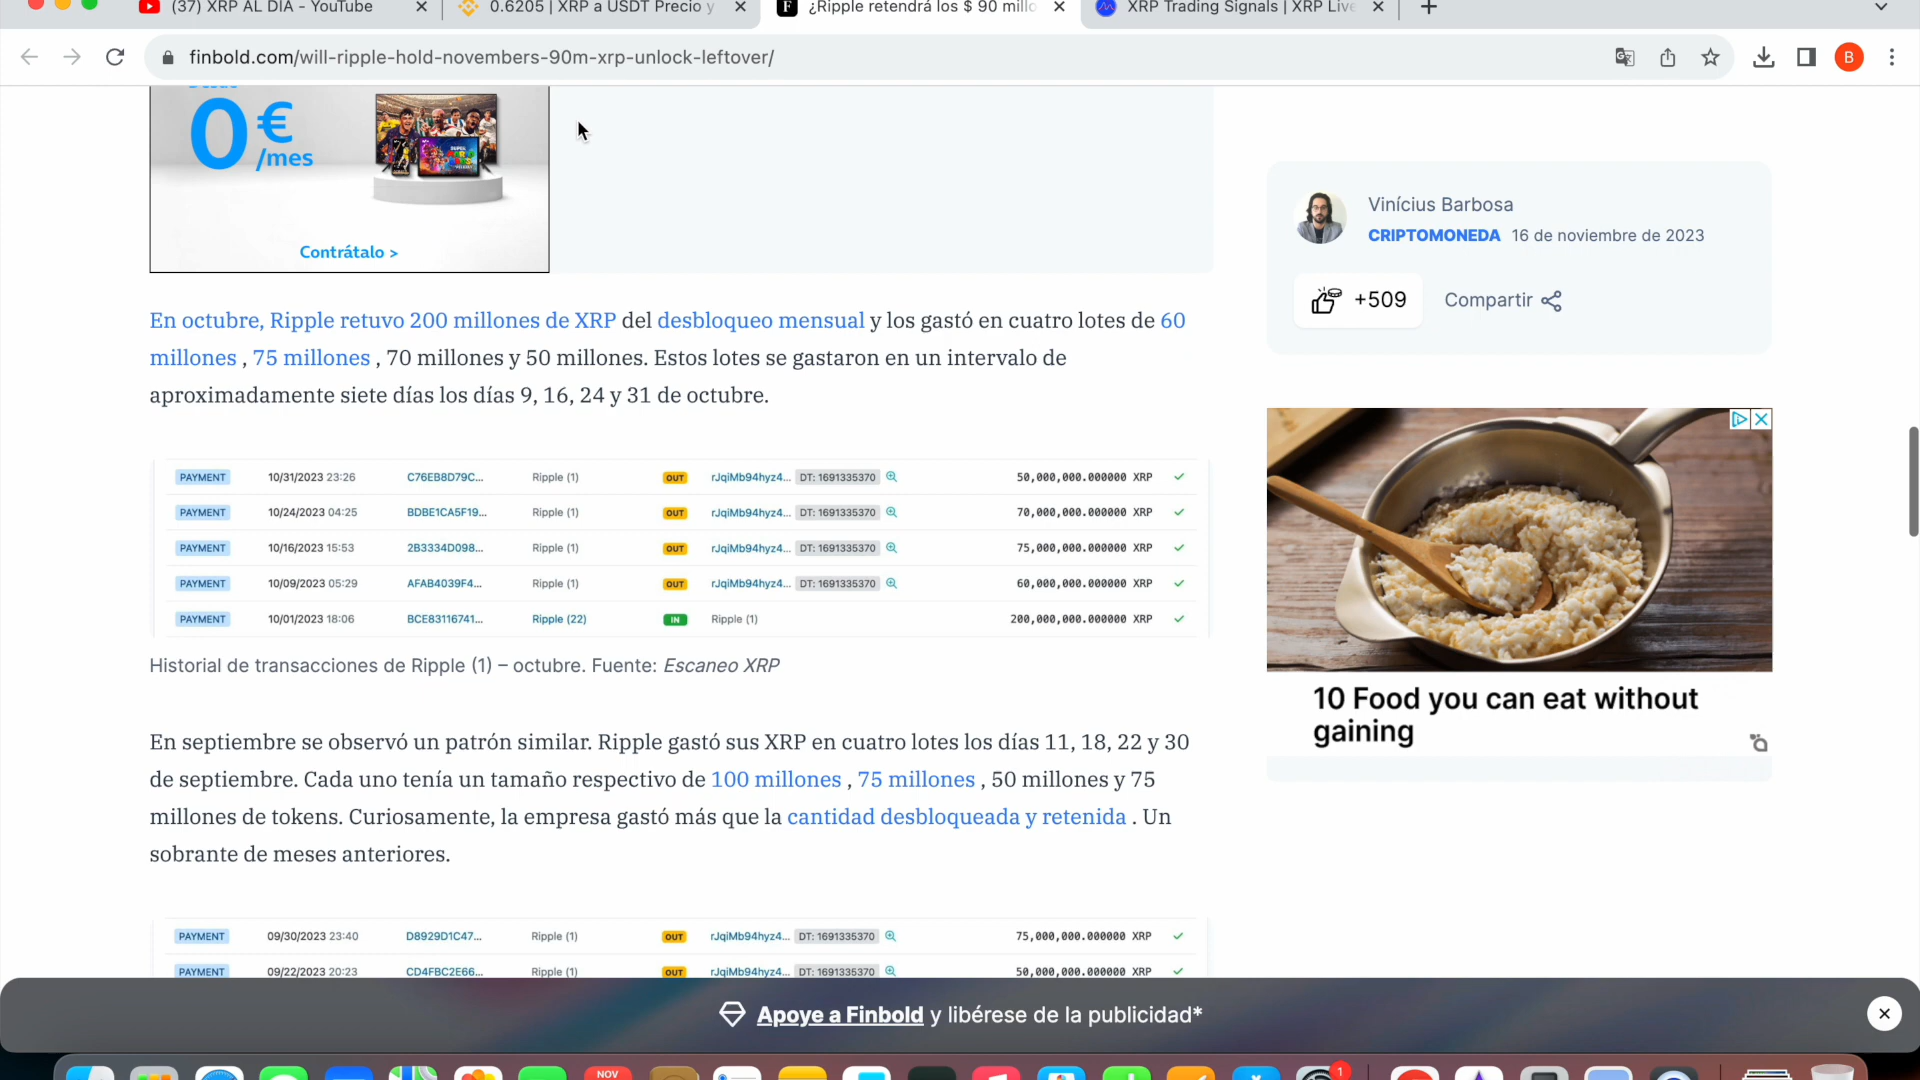 (37) XRP AL DIA - YouTube
0.6205 | XRP a USDT Precio y
¿Ripple retendrá los $ 90 millo
XRP Trading Signals | XRP Live
finbold.com/will-ripple-hold-novembers-90m-xrp-unlock-leftover/
B
0 €
/mes
Contrátalo >
Vinícius Barbosa
CRIPTOMONEDA 16 de noviembre de 2023
+509 Compartir
En octubre, Ripple retuvo 200 millones de XRP del desbloqueo mensual y los gastó en cuatro lotes de 60
millones , 75 millones , 70 millones y 50 millones. Estos lotes se gastaron en un intervalo de
aproximadamente siete días los días 9, 16, 24 y 31 de octubre.
PAYMENT 10/31/2023 23:26 C76EB8D79C... Ripple (1) OUT rJqiMb94hyz4... DT: 1691335370 50,000,000.000000 XRP
PAYMENT 10/24/2023 04:25 BDBE1CA5F19... Ripple (1) OUT rJqiMb94hyz4... DT: 1691335370 70,000,000.000000 XRP
PAYMENT 10/16/2023 15:53 2B3334D098... Ripple (1) OUT rJqiMb94hyz4... DT: 1691335370 75,000,000.000000 XRP
PAYMENT 10/09/2023 05:29 AFAB4039F4... Ripple (1) OUT rJqiMb94hyz4... DT: 1691335370 60,000,000.000000 XRP
PAYMENT 10/01/2023 18:06 BCE83116741... Ripple (22) IN Ripple (1) 200,000,000.000000 XRP
Historial de transacciones de Ripple (1) – octubre. Fuente: Escaneo XRP
10 Food you can eat without
gaining
En septiembre se observó un patrón similar. Ripple gastó sus XRP en cuatro lotes los días 11, 18, 22 y 30
de septiembre. Cada uno tenía un tamaño respectivo de 100 millones , 75 millones , 50 millones y 75
millones de tokens. Curiosamente, la empresa gastó más que la cantidad desbloqueada y retenida . Un
sobrante de meses anteriores.
PAYMENT 09/30/2023 23:40 D8929D1C47... Ripple (1) OUT rJqiMb94hyz4... DT: 1691335370 75,000,000.000000 XRP
PAYMENT 09/22/2023 20:23 CD4FBC2E66... Ripple (1) OUT rJqiMb94hyz4... DT: 1691335370 50,000,000.000000 XRP
Apoye a Finbold y libérese de la publicidad*
NOV
1